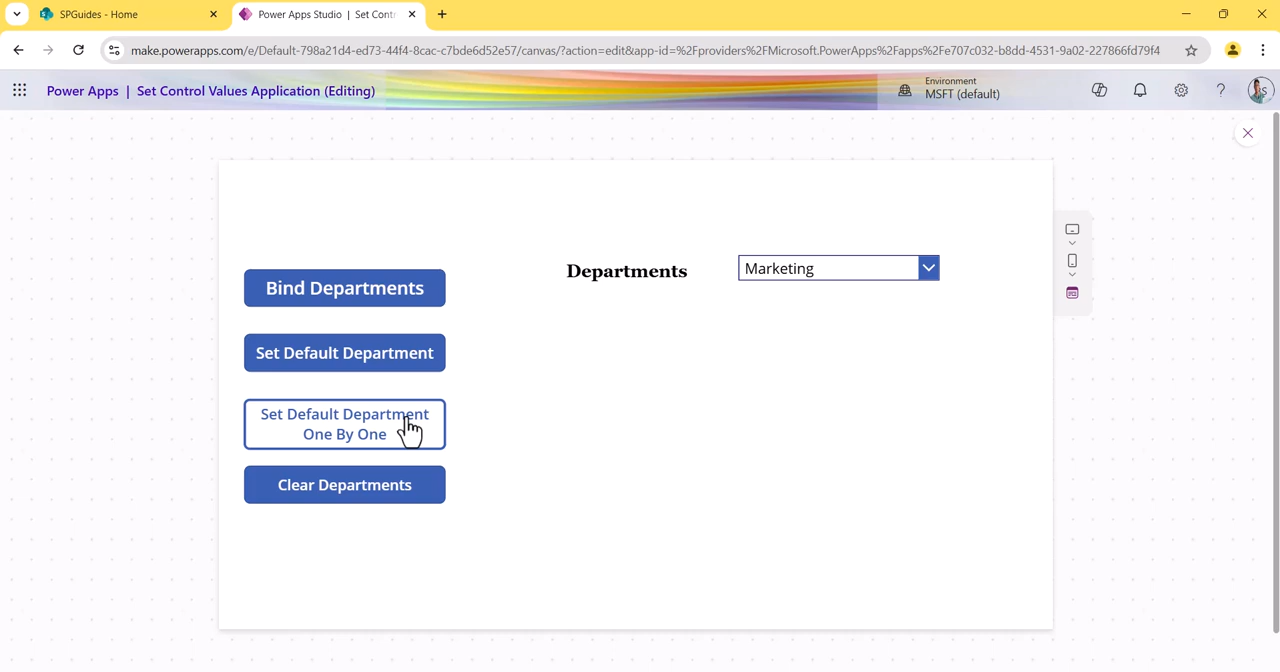 SPGuides - Home
Power Apps Studio | Set Contr
make.powerapps.com/e/Default-798a21d4-ed73-44f4-8cac-c7bde6d52e57/canvas/?action=edit&app-id=%2Fproviders%2FMicrosoft.PowerApps%2Fapps%2Fe707c032-b8dd-4531-9a02-227866fd79f4
Power Apps | Set Control Values Application (Editing)
Environment
MSFT (default)
Bind Departments
Departments
Marketing
Set Default Department
Set Default Department
One By One
Clear Departments